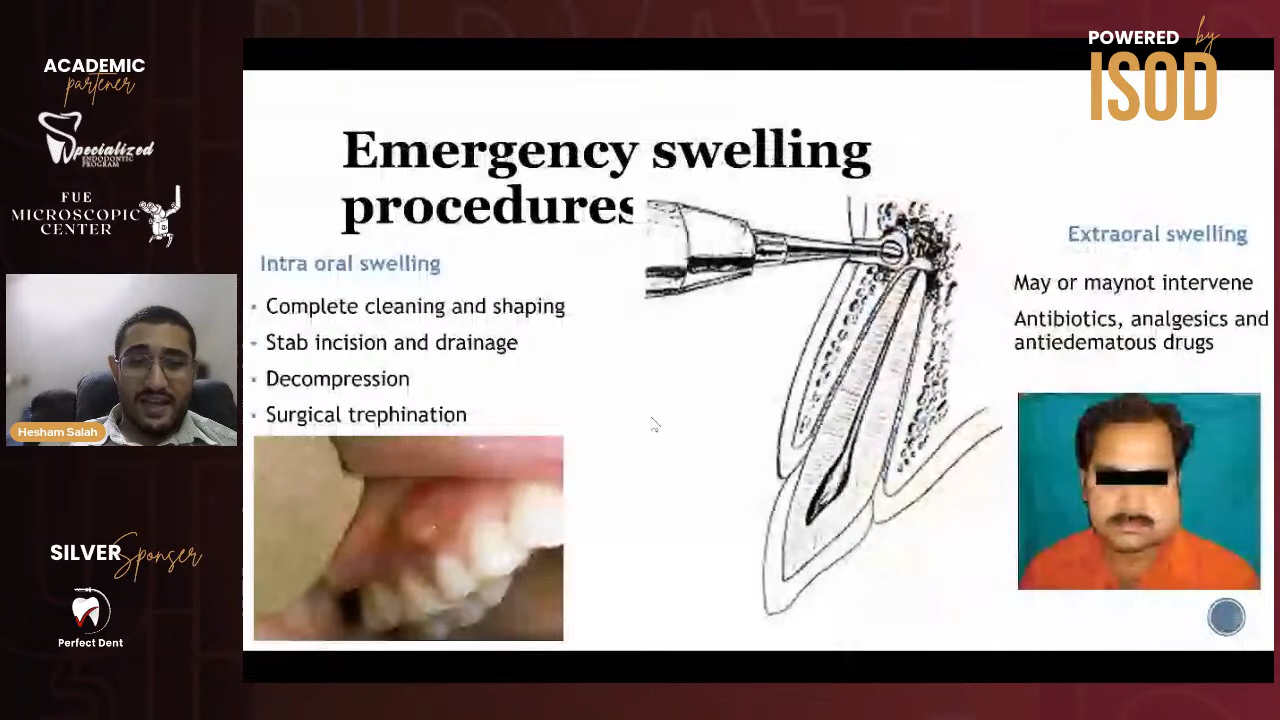 ACADEMIC
partener
Specialized
ENDODONTIC
PROGRAM
FUE
MICROSCOPIC
CENTER
Hesham Salah
SILVER Sponser
Perfect Dent
POWERED by
ISOD
Emergency swelling
procedures
Intra oral swelling
Complete cleaning and shaping
Stab incision and drainage
Decompression
Surgical trephination
Extraoral swelling
May or maynot intervene
Antibiotics, analgesics and
antiedematous drugs